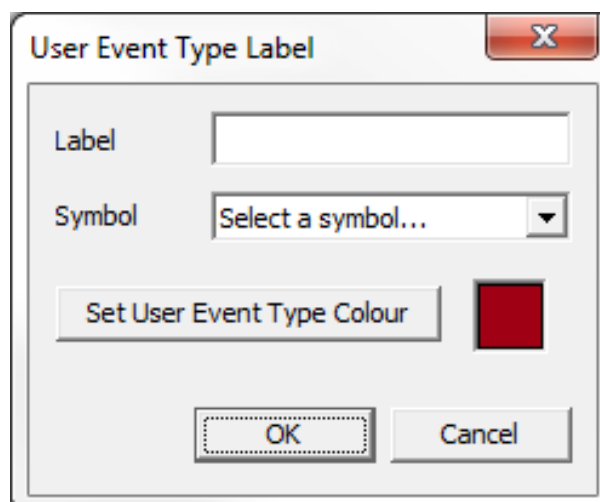 User Event Type Label
Label
Symbol Select a symbol...
Set User Event Type Colour
OK Cancel